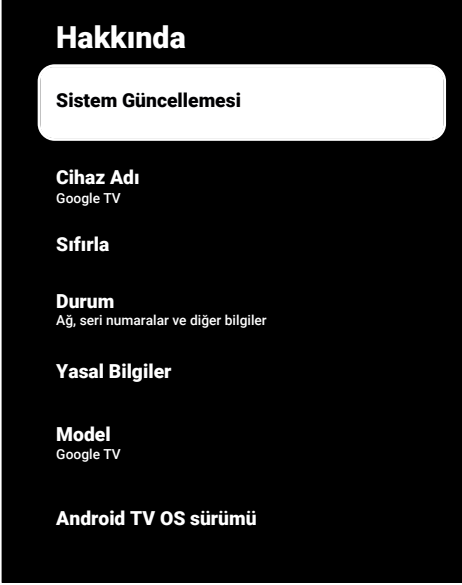 Hakkında
Sistem Güncellemesi
Cihaz Adı
Google TV
Sıfırla
Durum
Ağ, seri numaralar ve diğer bilgiler
Yasal Bilgiler
Model
Google TV
Android TV OS sürümü